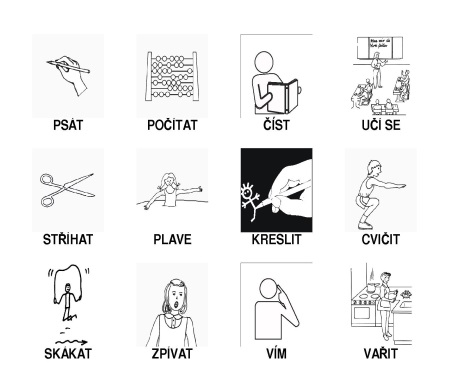 PSÁT POČÍTAT ČÍST UČÍ SE
STŘÍHAT PLAVE KRESLIT CVIČIT
SKÁKAT ZPÍVAT VÍM VAŘIT